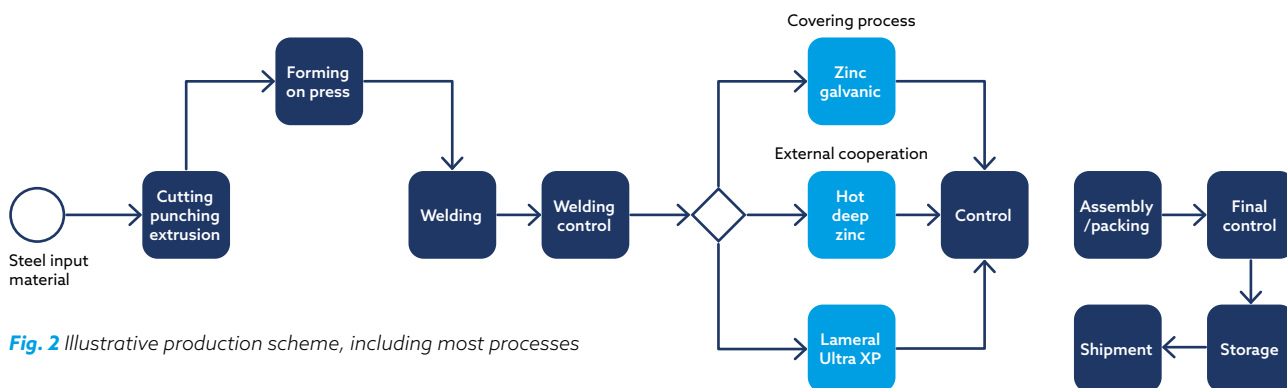 Covering process
Forming
on press
Zinc
galvanic
External cooperation
Cutting
punching
extrusion
Welding
Welding
control
Hot
deep
zinc
Control
Assembly
/packing
Final
control
Steel input
material
Lameral
Ultra XP
Shipment
Storage
Fig. 2 Illustrative production scheme, including most processes